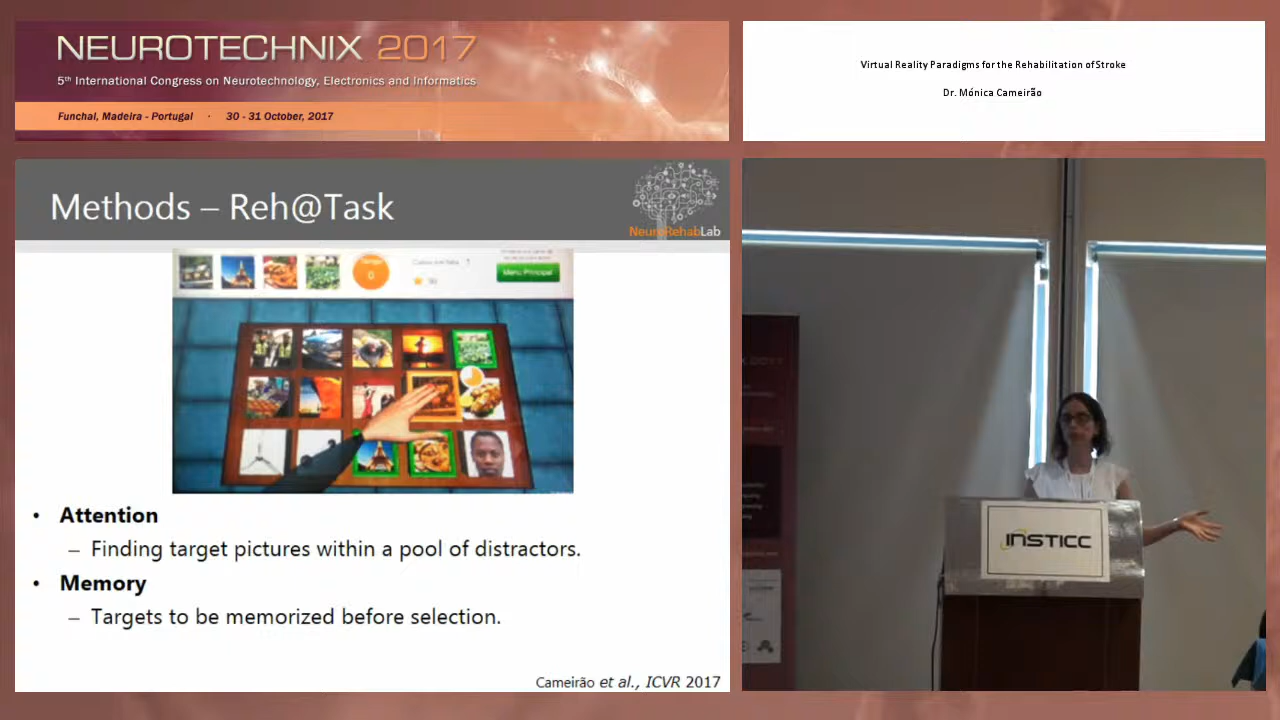 NEUROTECHNIX 2017
5th International Congress on Neurotechnology, Electronics and Informatics
Funchal, Madeira - Portugal · 30 - 31 October, 2017
Virtual Reality Paradigms for the Rehabilitation of Stroke
Dr. Mónica Cameirão
Methods – Reh@Task
NeuroRehabLab
Tempo
0
Menu Principal
• Attention
– Finding target pictures within a pool of distractors.
• Memory
– Targets to be memorized before selection.
Cameirão et al., ICVR 2017
INSTICC